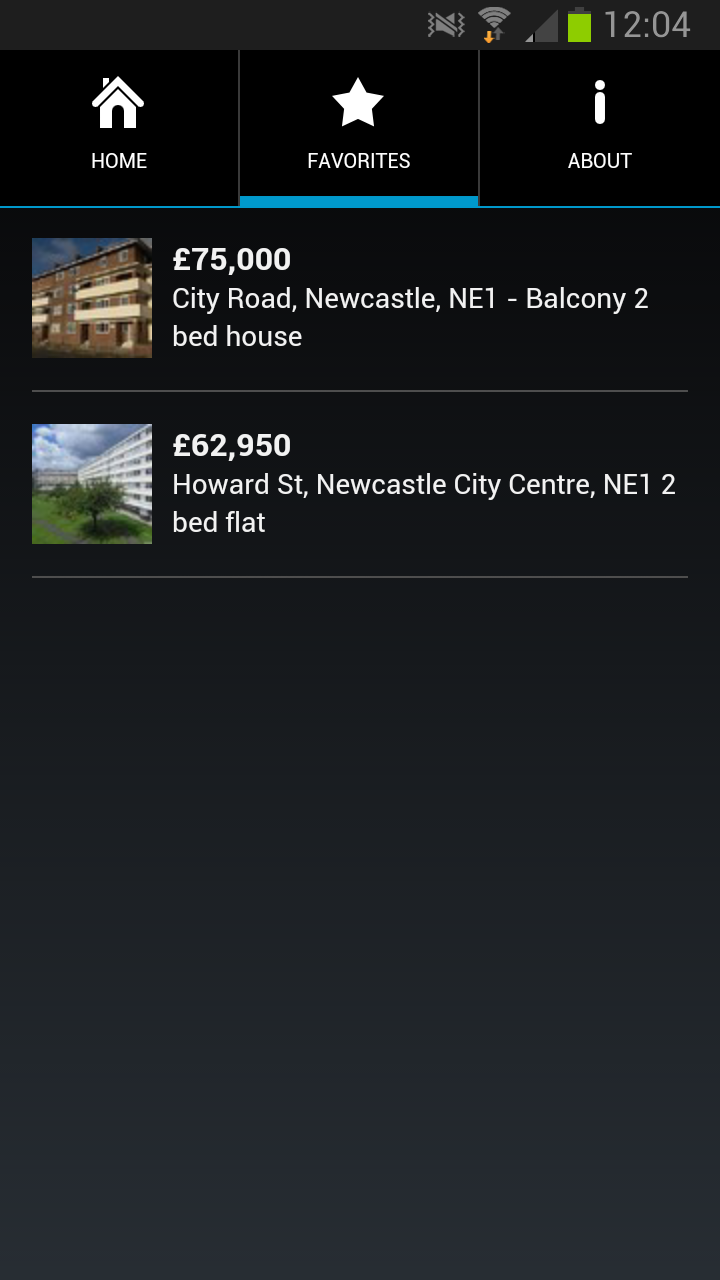 12:04
HOME
FAVORITES
ABOUT
£75,000
City Road, Newcastle, NE1 - Balcony 2
bed house
£62,950
Howard St, Newcastle City Centre, NE1 2
bed flat